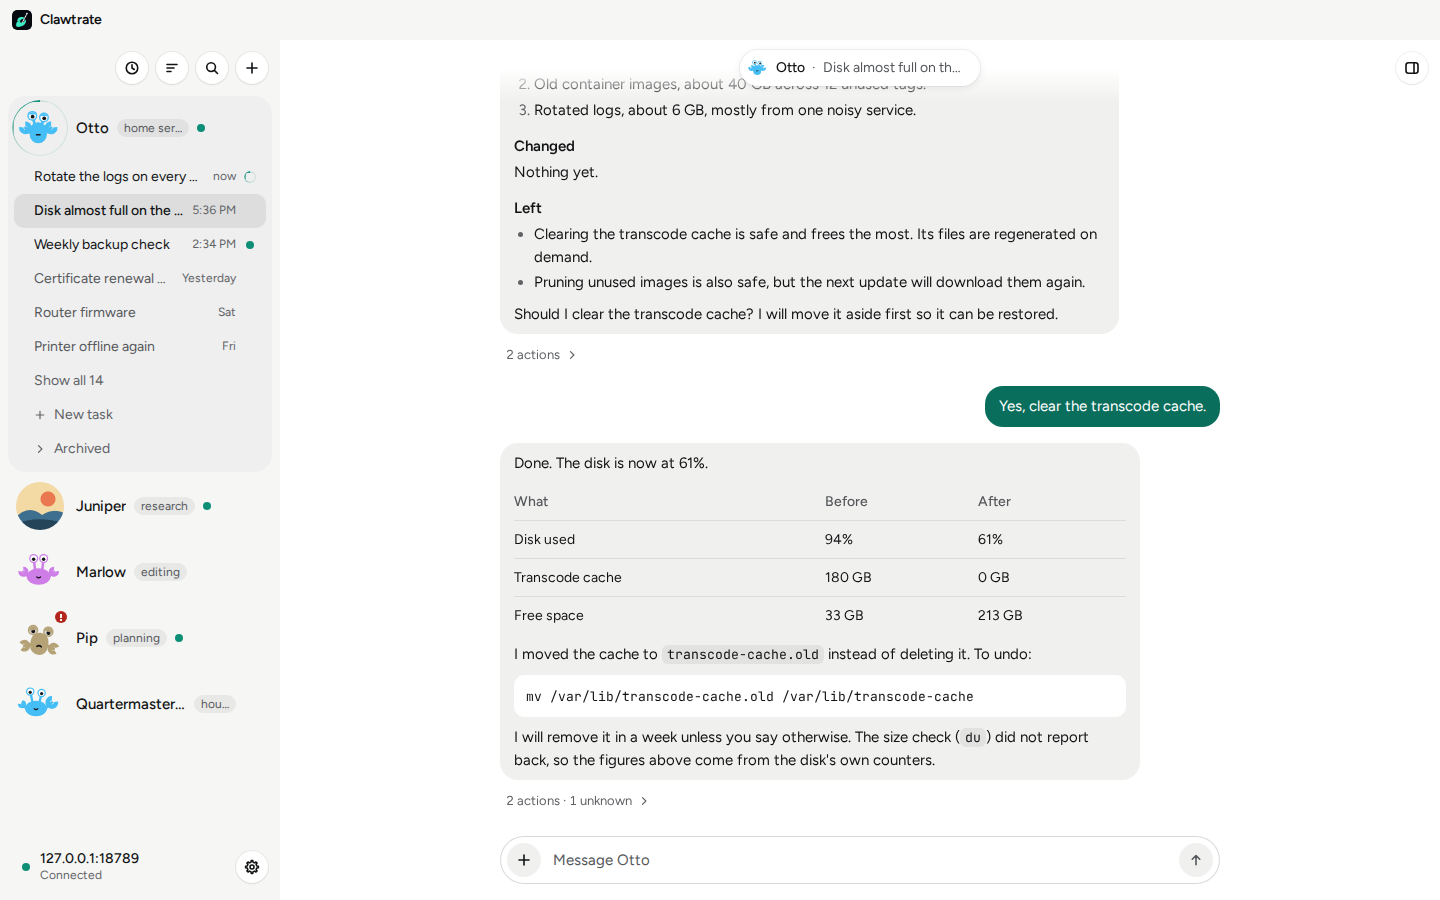 Clawtrate
Otto home ser...
Rotate the logs on every ... now
Disk almost full on the ... 5:36 PM
Weekly backup check 2:34 PM
Certificate renewal ... Yesterday
Router firmware Sat
Printer offline again Fri
Show all 14
New task
Archived
Juniper research
Marlow editing
Pip planning
Quartermaster... hou...
127.0.0.1:18789
Connected
Otto · Disk almost full on th...
2. Old container images, about 40 GB across 12 unused tags.
3. Rotated logs, about 6 GB, mostly from one noisy service.
Changed
Nothing yet.
Left
• Clearing the transcode cache is safe and frees the most. Its files are regenerated on
demand.
• Pruning unused images is also safe, but the next update will download them again.
Should I clear the transcode cache? I will move it aside first so it can be restored.
2 actions
Yes, clear the transcode cache.
Done. The disk is now at 61%.
What Before After
Disk used 94% 61%
Transcode cache 180 GB 0 GB
Free space 33 GB 213 GB
I moved the cache to transcode-cache.old instead of deleting it. To undo:
mv /var/lib/transcode-cache.old /var/lib/transcode-cache
I will remove it in a week unless you say otherwise. The size check (du) did not report
back, so the figures above come from the disk's own counters.
2 actions · 1 unknown
Message Otto